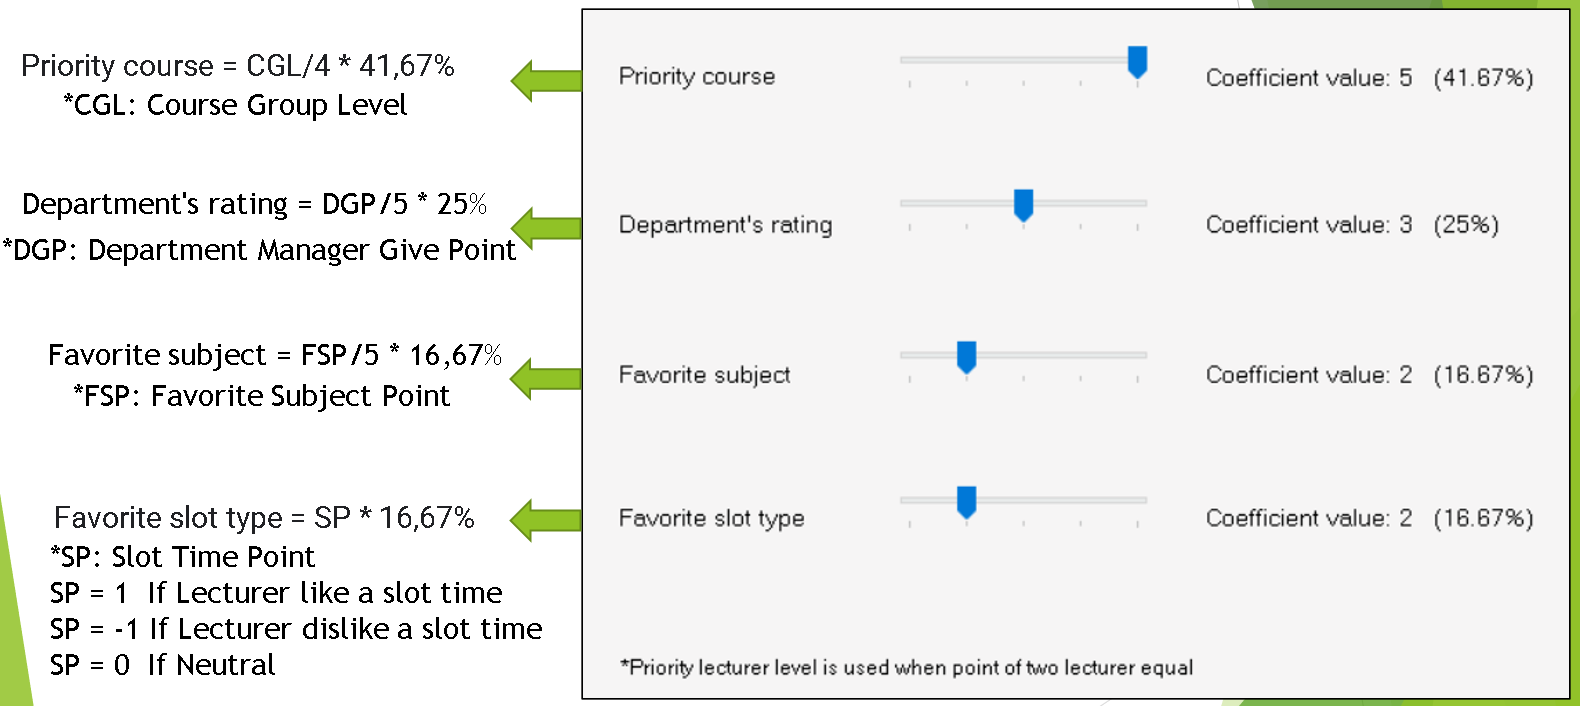 Priority course = CGL/4 * 41,67%
*CGL: Course Group Level
Department's rating = DGP/5 * 25%
*DGP: Department Manager Give Point
Favorite subject = FSP/5 * 16,67%
*FSP: Favorite Subject Point
Favorite slot type = SP * 16,67%
*SP: Slot Time Point
SP = 1  If Lecturer like a slot time
SP = -1 If Lecturer dislike a slot time
SP = 0  If Neutral
Priority course Coefficient value: 5 (41.67%)
Department's rating Coefficient value: 3 (25%)
Favorite subject Coefficient value: 2 (16.67%)
Favorite slot type Coefficient value: 2 (16.67%)
*Priority lecturer level is used when point of two lecturer equal